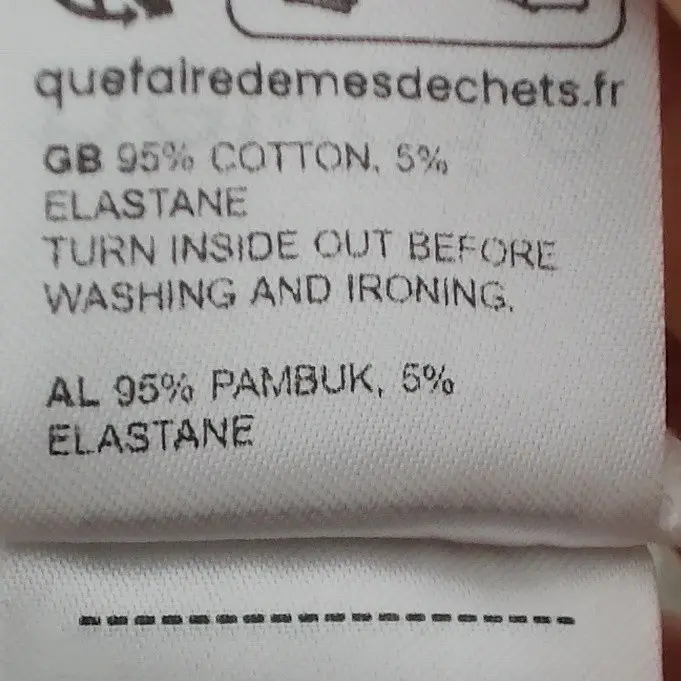 quefairedemesdechets.fr
GB 95% COTTON, 5%
ELASTANE
TURN INSIDE OUT BEFORE
WASHING AND IRONING.
AL 95% PAMBUK, 5%
ELASTANE